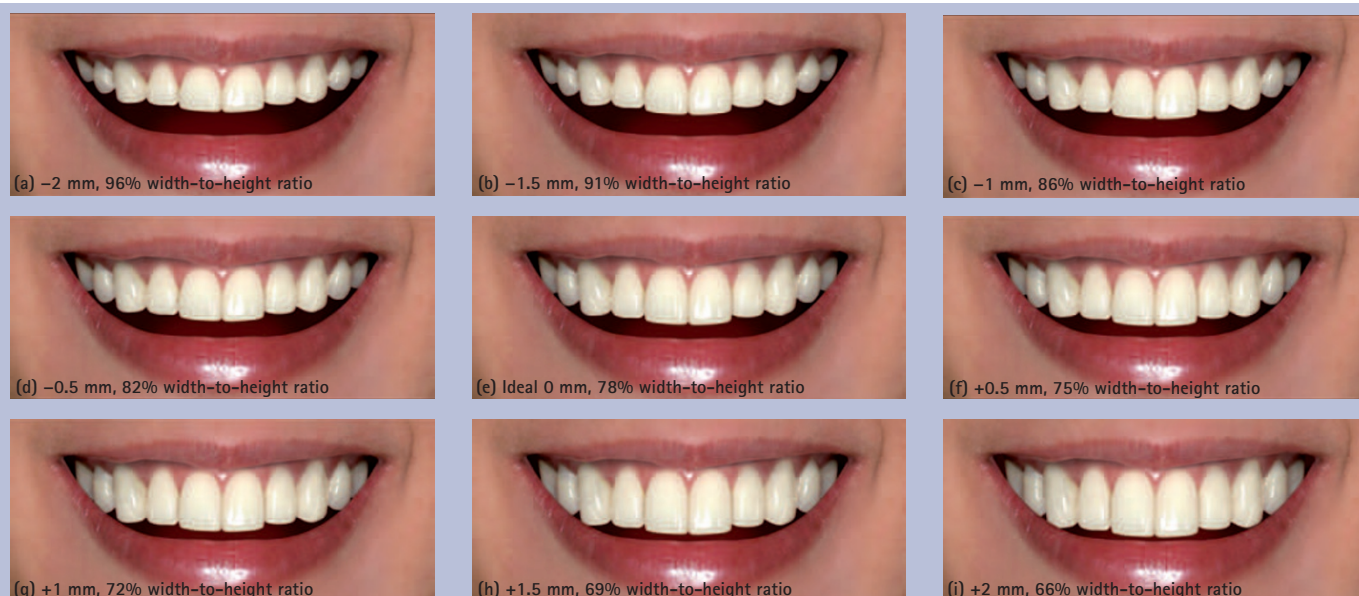 (a) –2 mm, 96% width-to-height ratio
(b) –1.5 mm, 91% width-to-height ratio
(c) –1 mm, 86% width-to-height ratio
(d) –0.5 mm, 82% width-to-height ratio
(e) Ideal 0 mm, 78% width-to-height ratio
(f) +0.5 mm, 75% width-to-height ratio
(g) +1 mm, 72% width-to-height ratio
(h) +1.5 mm, 69% width-to-height ratio
(i) +2 mm, 66% width-to-height ratio